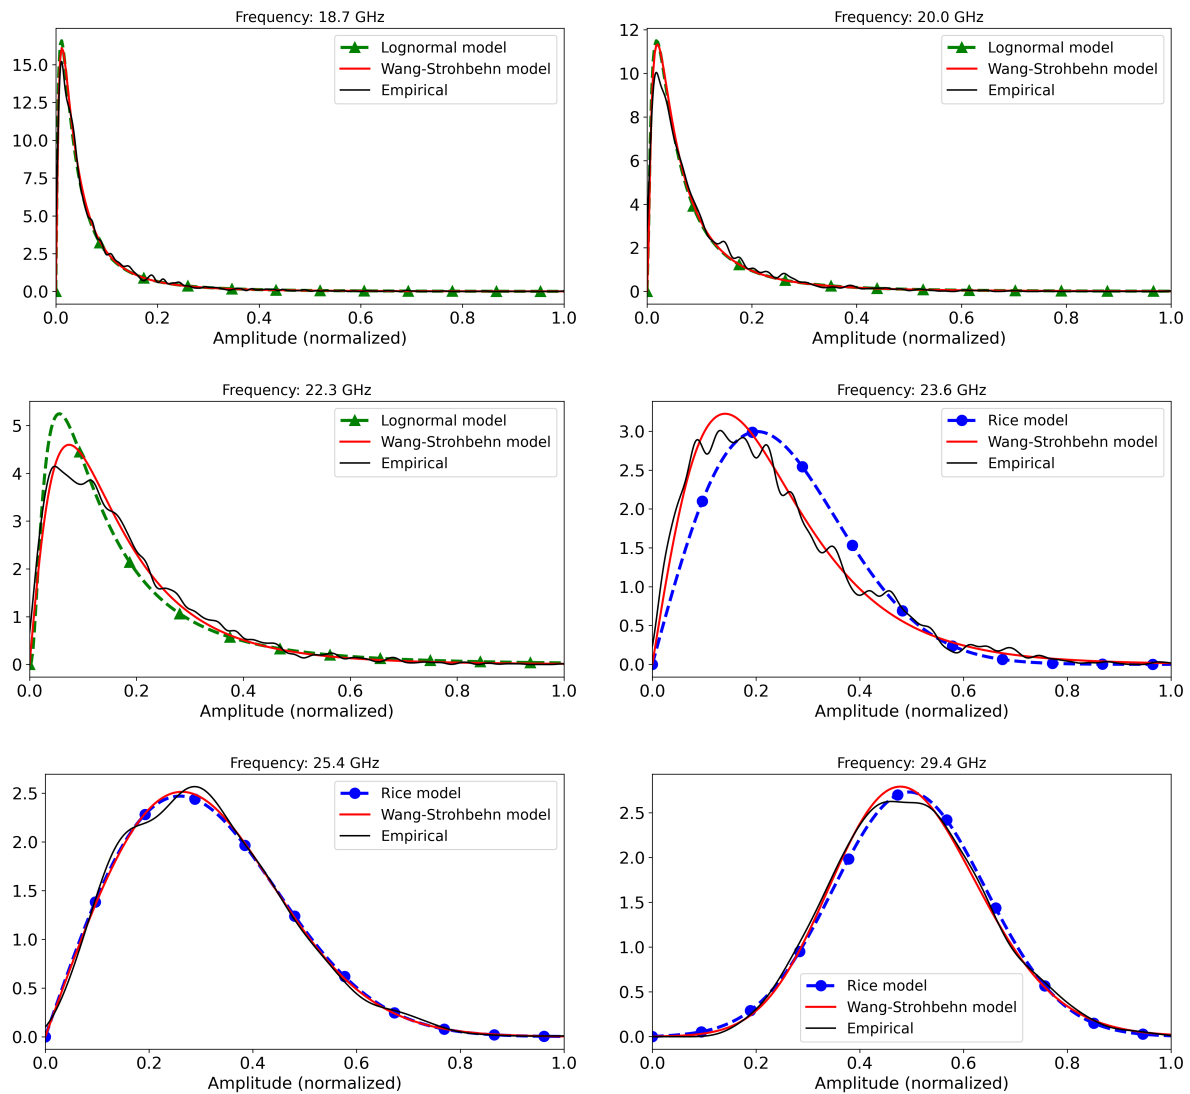 Frequency: 18.7 GHz
Lognormal model
Wang-Strohbehn model
Empirical
15.0
12.5
10.0
7.5
5.0
2.5
0.0
0.0 0.2 0.4 0.6 0.8 1.0
Amplitude (normalized)
Frequency: 20.0 GHz
Lognormal model
Wang-Strohbehn model
Empirical
12
10
8
6
4
2
0
0.0 0.2 0.4 0.6 0.8 1.0
Amplitude (normalized)
Frequency: 22.3 GHz
Lognormal model
Wang-Strohbehn model
Empirical
5
4
3
2
1
0
0.0 0.2 0.4 0.6 0.8 1.0
Amplitude (normalized)
Frequency: 23.6 GHz
Rice model
Wang-Strohbehn model
Empirical
3.0
2.5
2.0
1.5
1.0
0.5
0.0
0.0 0.2 0.4 0.6 0.8 1.0
Amplitude (normalized)
Frequency: 25.4 GHz
Rice model
Wang-Strohbehn model
Empirical
2.5
2.0
1.5
1.0
0.5
0.0
0.0 0.2 0.4 0.6 0.8 1.0
Amplitude (normalized)
Frequency: 29.4 GHz
2.5
2.0
1.5
1.0
0.5
0.0
Rice model
Wang-Strohbehn model
Empirical
0.0 0.2 0.4 0.6 0.8 1.0
Amplitude (normalized)